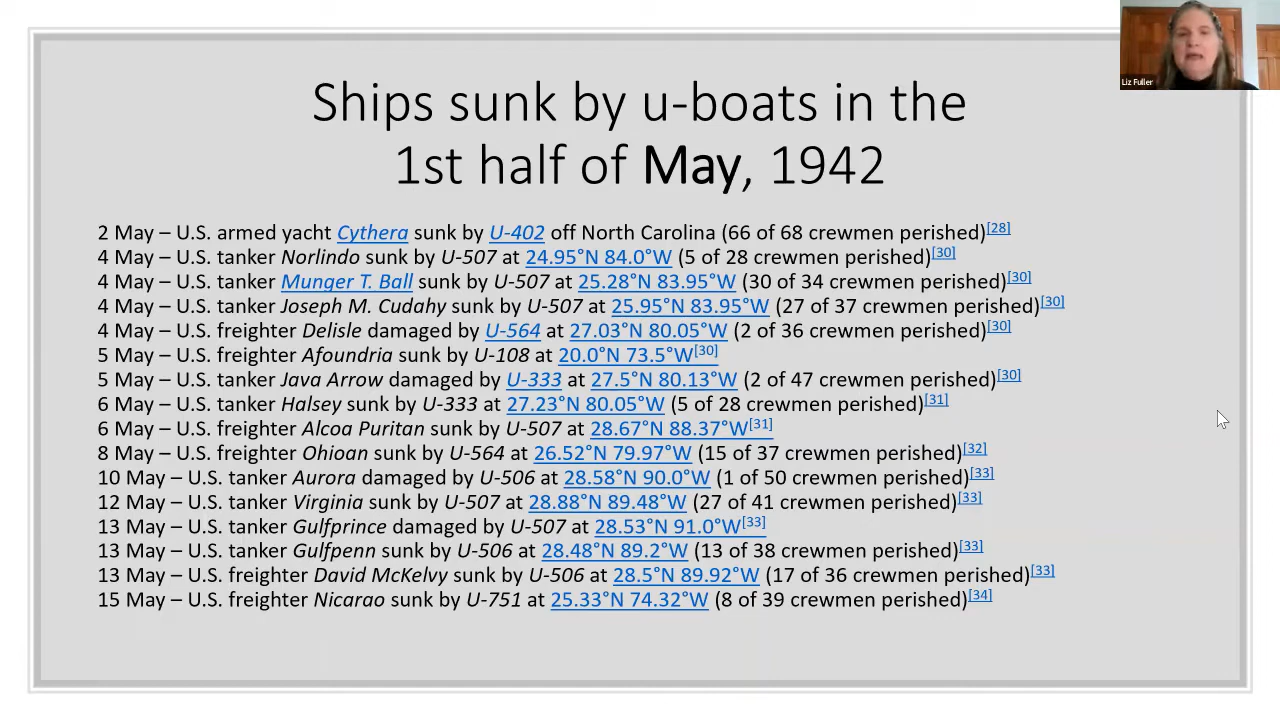 Liz Fuller
Ships sunk by u-boats in the
1st half of May, 1942
2 May – U.S. armed yacht Cythera sunk by U-402 off North Carolina (66 of 68 crewmen perished)[28]
4 May – U.S. tanker Norlindo sunk by U-507 at 24.95°N 84.0°W (5 of 28 crewmen perished)[30]
4 May – U.S. tanker Munger T. Ball sunk by U-507 at 25.28°N 83.95°W (30 of 34 crewmen perished)[30]
4 May – U.S. tanker Joseph M. Cudahy sunk by U-507 at 25.95°N 83.95°W (27 of 37 crewmen perished)[30]
4 May – U.S. freighter Delisle damaged by U-564 at 27.03°N 80.05°W (2 of 36 crewmen perished)[30]
5 May – U.S. freighter Afoundria sunk by U-108 at 20.0°N 73.5°W[30]
5 May – U.S. tanker Java Arrow damaged by U-333 at 27.5°N 80.13°W (2 of 47 crewmen perished)[30]
6 May – U.S. tanker Halsey sunk by U-333 at 27.23°N 80.05°W (5 of 28 crewmen perished)[31]
6 May – U.S. freighter Alcoa Puritan sunk by U-507 at 28.67°N 88.37°W[31]
8 May – U.S. freighter Ohioan sunk by U-564 at 26.52°N 79.97°W (15 of 37 crewmen perished)[32]
10 May – U.S. tanker Aurora damaged by U-506 at 28.58°N 90.0°W (1 of 50 crewmen perished)[33]
12 May – U.S. tanker Virginia sunk by U-507 at 28.88°N 89.48°W (27 of 41 crewmen perished)[33]
13 May – U.S. tanker Gulfprince damaged by U-507 at 28.53°N 91.0°W[33]
13 May – U.S. tanker Gulfpenn sunk by U-506 at 28.48°N 89.2°W (13 of 38 crewmen perished)[33]
13 May – U.S. freighter David McKelvy sunk by U-506 at 28.5°N 89.92°W (17 of 36 crewmen perished)[33]
15 May – U.S. freighter Nicarao sunk by U-751 at 25.33°N 74.32°W (8 of 39 crewmen perished)[34]